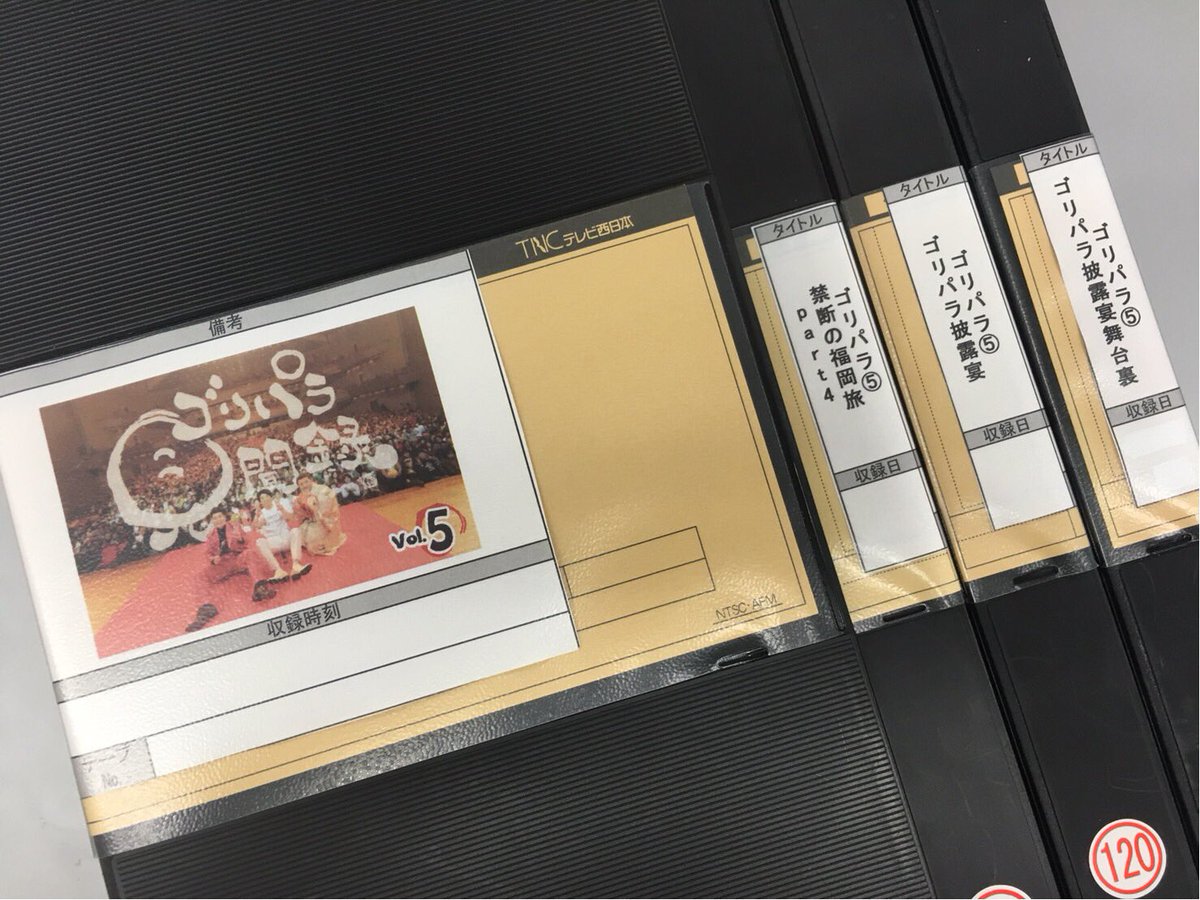 TNCテレビ西日本
備考
ゴリパラ
見聞録
Vol.5
収録時刻
テープ
No.
NTSC・AFM
タイトル
ゴリパラ⑤
禁断の福岡旅
part4
収録日
タイトル
ゴリパラ⑤
ゴリパラ披露宴
収録日
タイトル
ゴリパラ⑤
ゴリパラ披露宴舞台裏
収録日
120